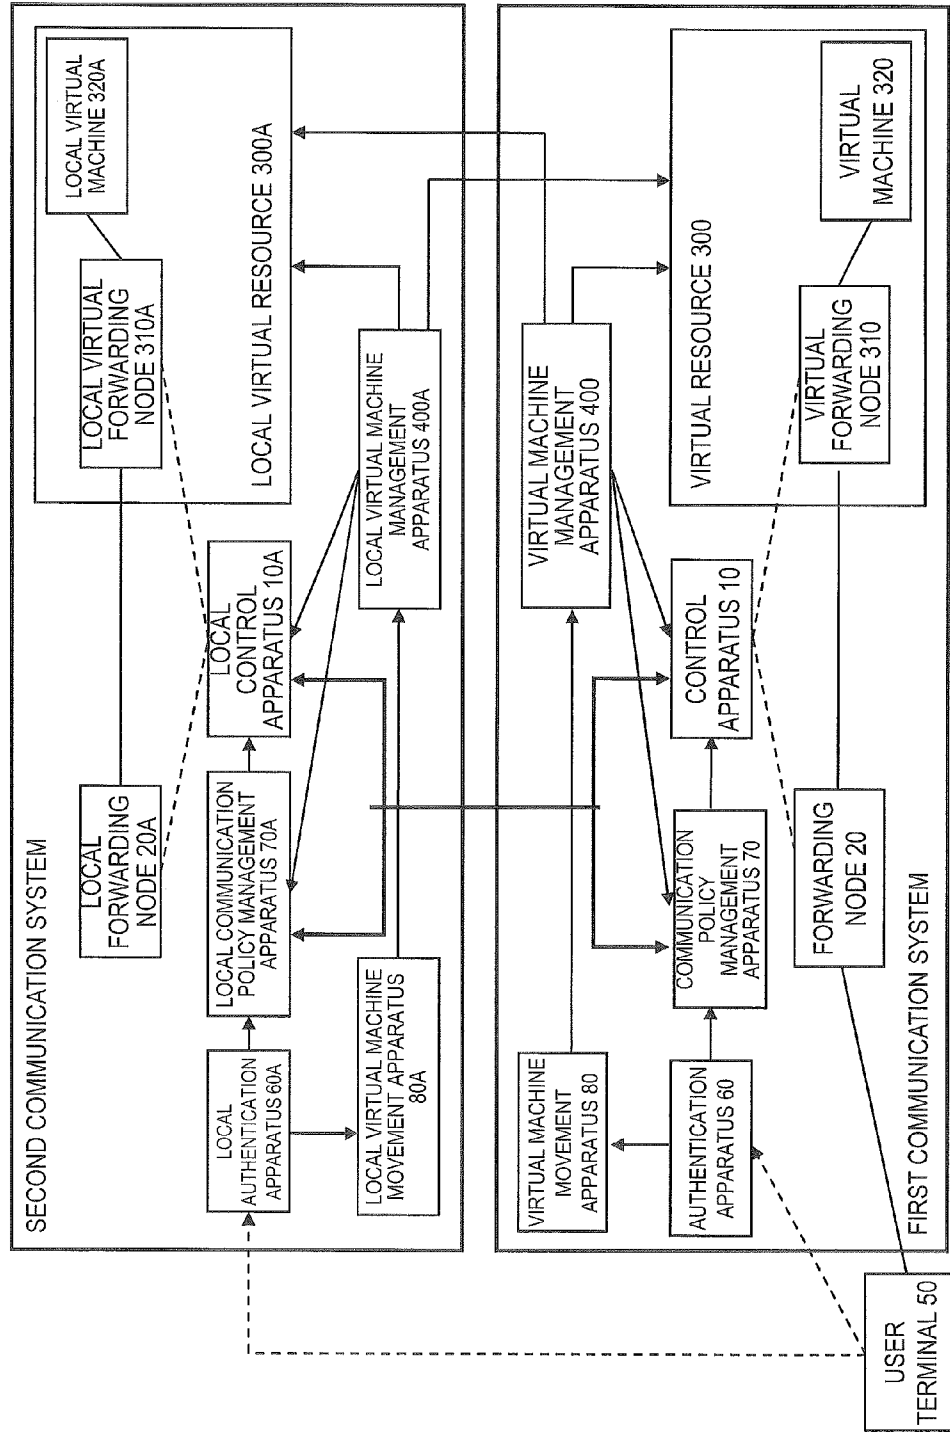 SECOND COMMUNICATION SYSTEM
LOCAL
FORWARDING
NODE 20A
LOCAL VIRTUAL
FORWARDING
NODE 310A
LOCAL VIRTUAL
MACHINE 320A
LOCAL VIRTUAL RESOURCE 300A
LOCAL
AUTHENTICATION
APPARATUS 60A
LOCAL COMMUNICATION
POLICY MANAGEMENT
APPARATUS 70A
LOCAL
CONTROL
APPARATUS 10A
LOCAL VIRTUAL MACHINE
MOVEMENT APPARATUS
80A
LOCAL VIRTUAL MACHINE
MANAGEMENT
APPARATUS 400A
VIRTUAL MACHINE
MOVEMENT
APPARATUS 80
VIRTUAL MACHINE
MANAGEMENT
APPARATUS 400
AUTHENTICATION
APPARATUS 60
COMMUNICATION
POLICY
MANAGEMENT
APPARATUS 70
CONTROL
APPARATUS 10
VIRTUAL RESOURCE 300
FORWARDING
NODE 20
VIRTUAL
FORWARDING
NODE 310
VIRTUAL
MACHINE 320
FIRST COMMUNICATION SYSTEM
USER
TERMINAL 50